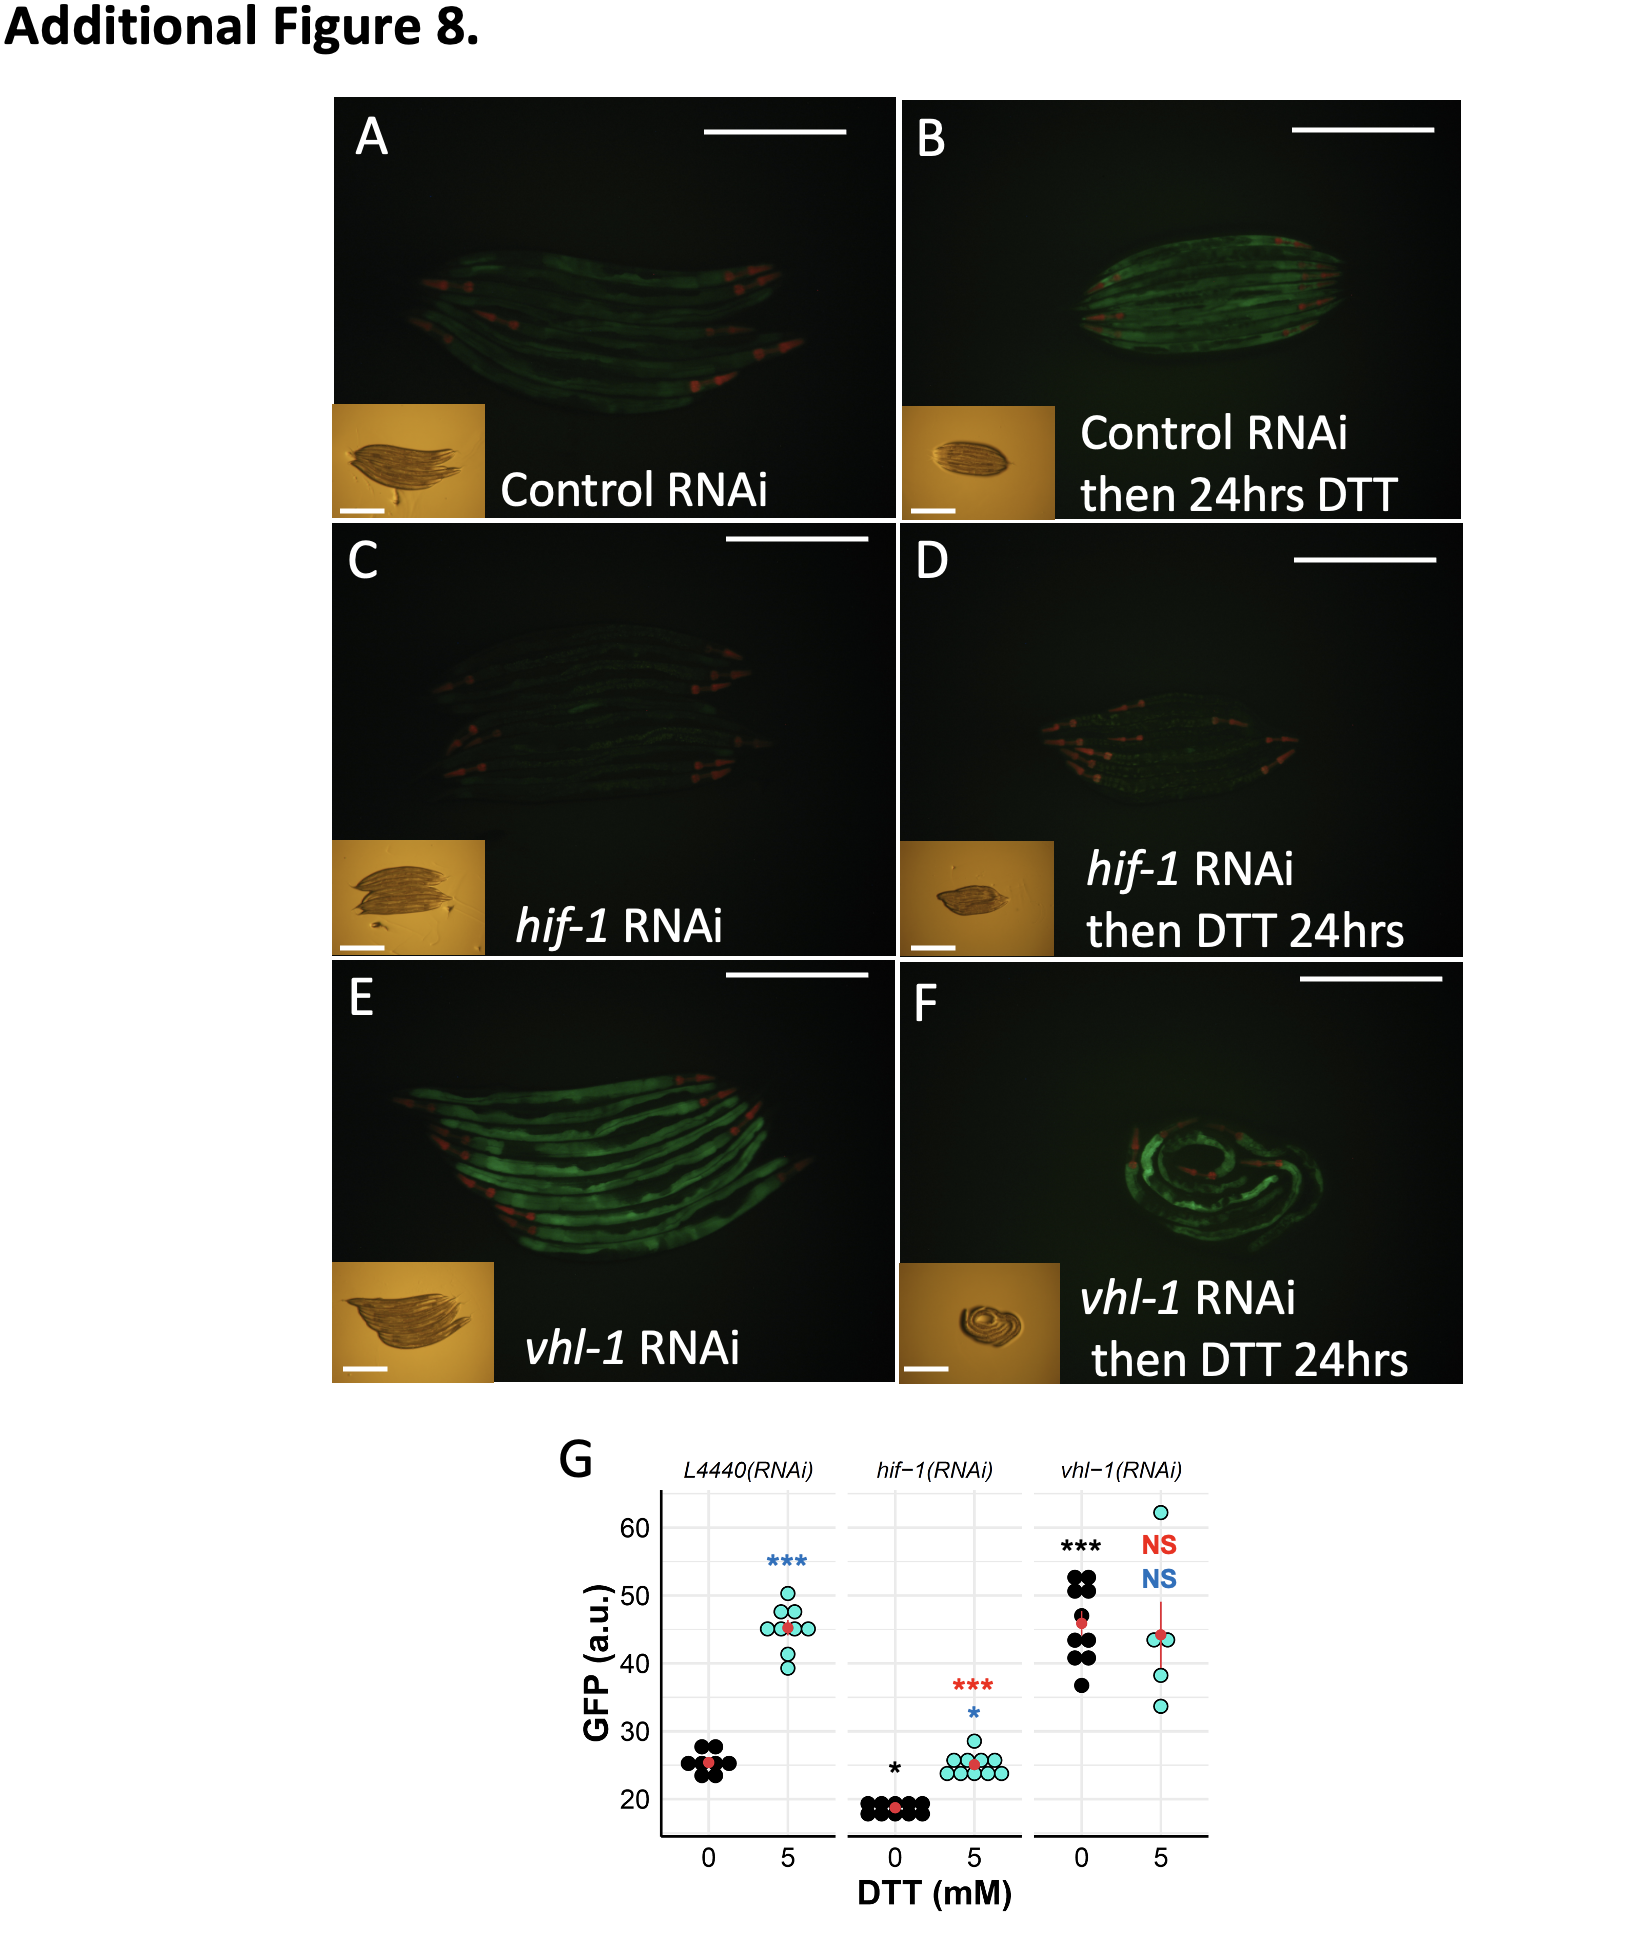 Additional Figure 8.
A
B
Control RNAi
Control RNAi
then 24hrs DTT
C
D
hif-1 RNAi
hif-1 RNAi
then DTT 24hrs
E
F
vhl-1 RNAi
vhl-1 RNAi
then DTT 24hrs
G
L4440(RNAi) hif−1(RNAi) vhl−1(RNAi)
GFP (a.u.)
60
50
40
30
20
***
***
*
*
***
NS
NS
0 5 0 5 0 5
DTT (mM)